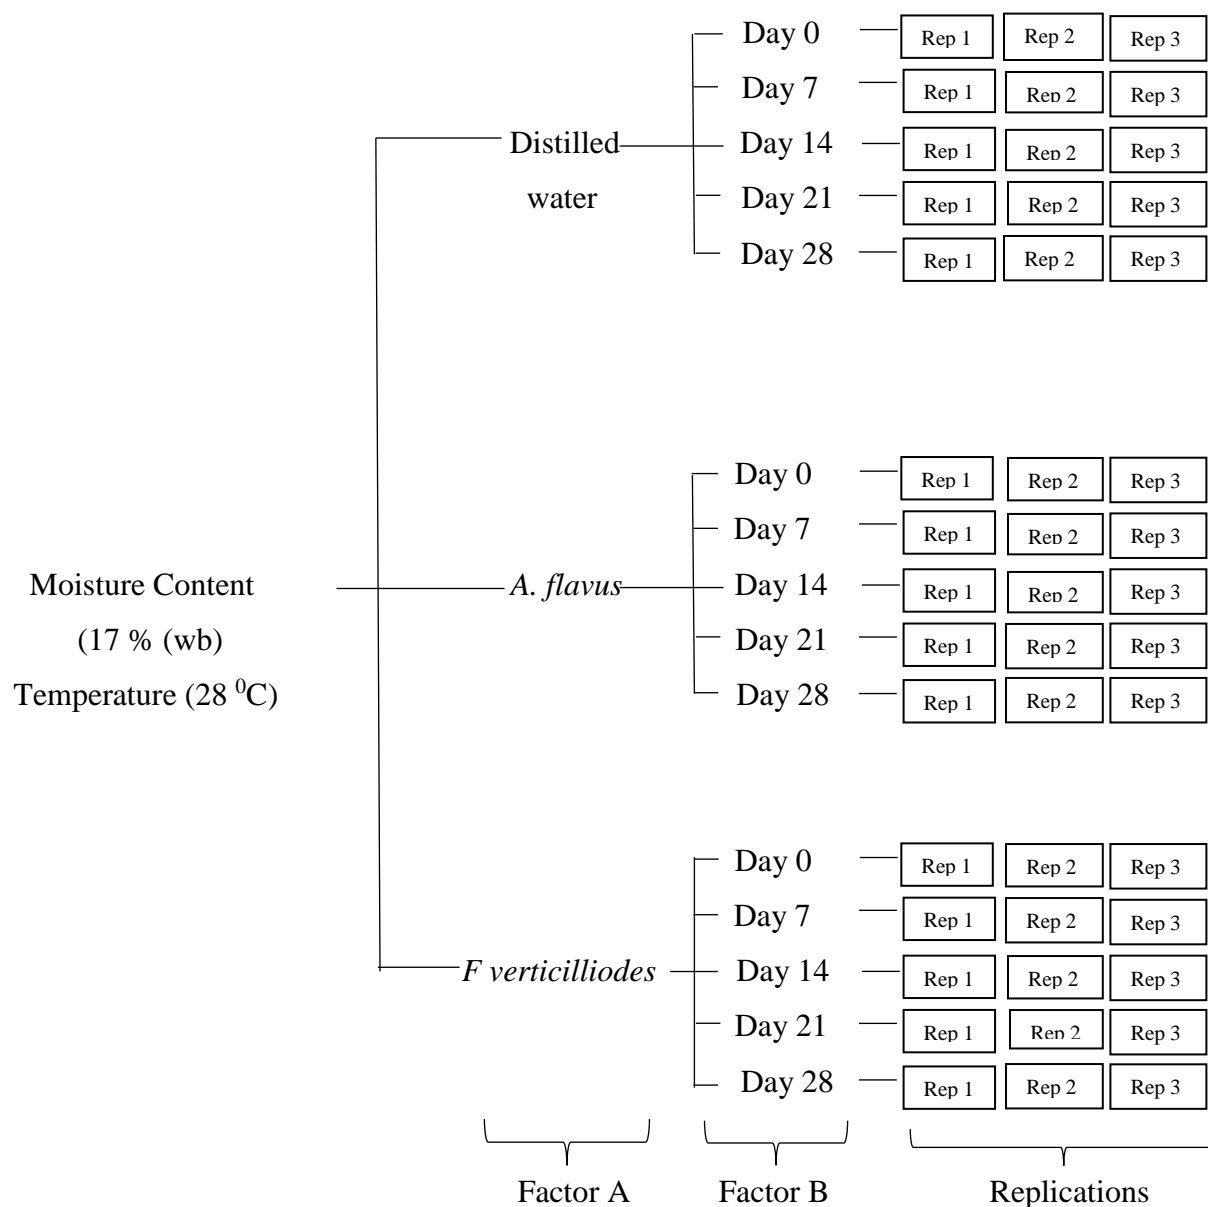 Day 0 Rep 1 Rep 2 Rep 3
Day 7 Rep 1 Rep 2 Rep 3
Distilled water
Day 14 Rep 1 Rep 2 Rep 3
Day 21 Rep 1 Rep 2 Rep 3
Day 28 Rep 1 Rep 2 Rep 3
Day 0 Rep 1 Rep 2 Rep 3
Day 7 Rep 1 Rep 2 Rep 3
Moisture Content
(17 % (wb)
Temperature (28 ⁰C)
A. flavus
Day 14 Rep 1 Rep 2 Rep 3
Day 21 Rep 1 Rep 2 Rep 3
Day 28 Rep 1 Rep 2 Rep 3
Day 0 Rep 1 Rep 2 Rep 3
Day 7 Rep 1 Rep 2 Rep 3
F verticilliodes
Day 14 Rep 1 Rep 2 Rep 3
Day 21 Rep 1 Rep 2 Rep 3
Day 28 Rep 1 Rep 2 Rep 3
Factor A Factor B Replications